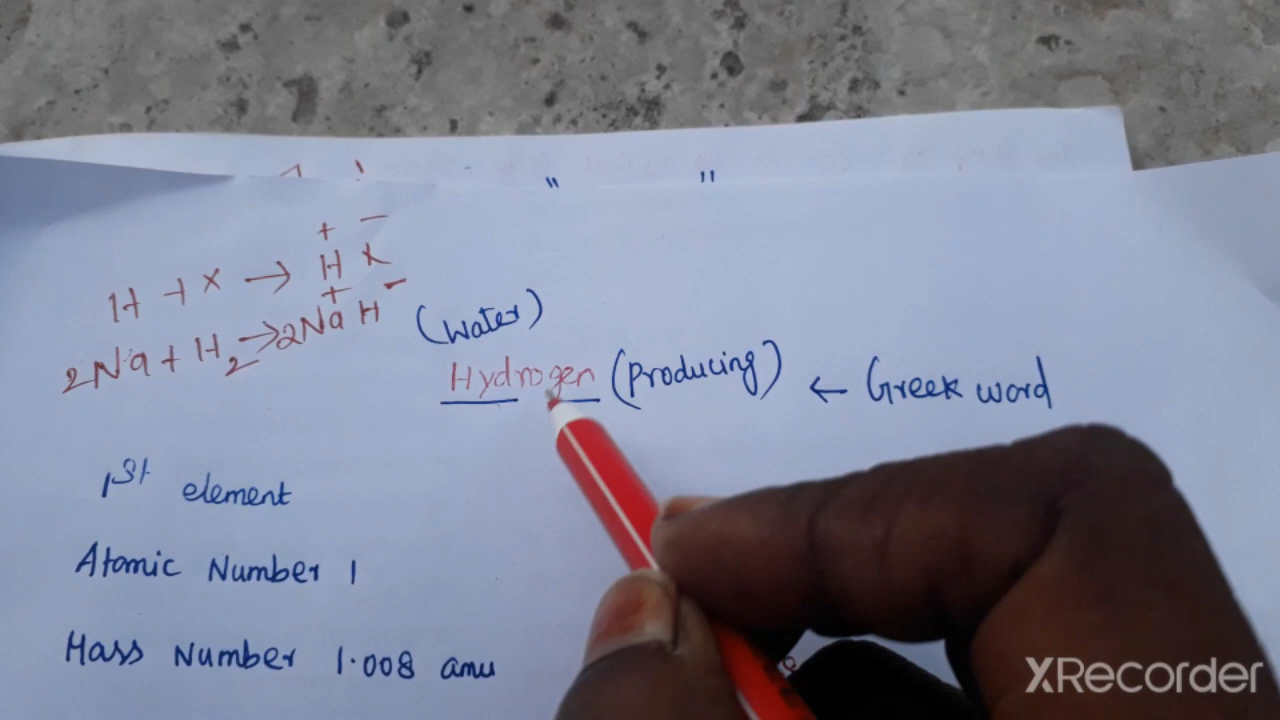 H + X → H⁺ X⁻
2Na + H₂ → 2Na⁺ H⁻
(Water)
Hydrogen (Producing) ← Greek word
1st element
Atomic Number 1
Mass Number 1.008 amu
XRecorder